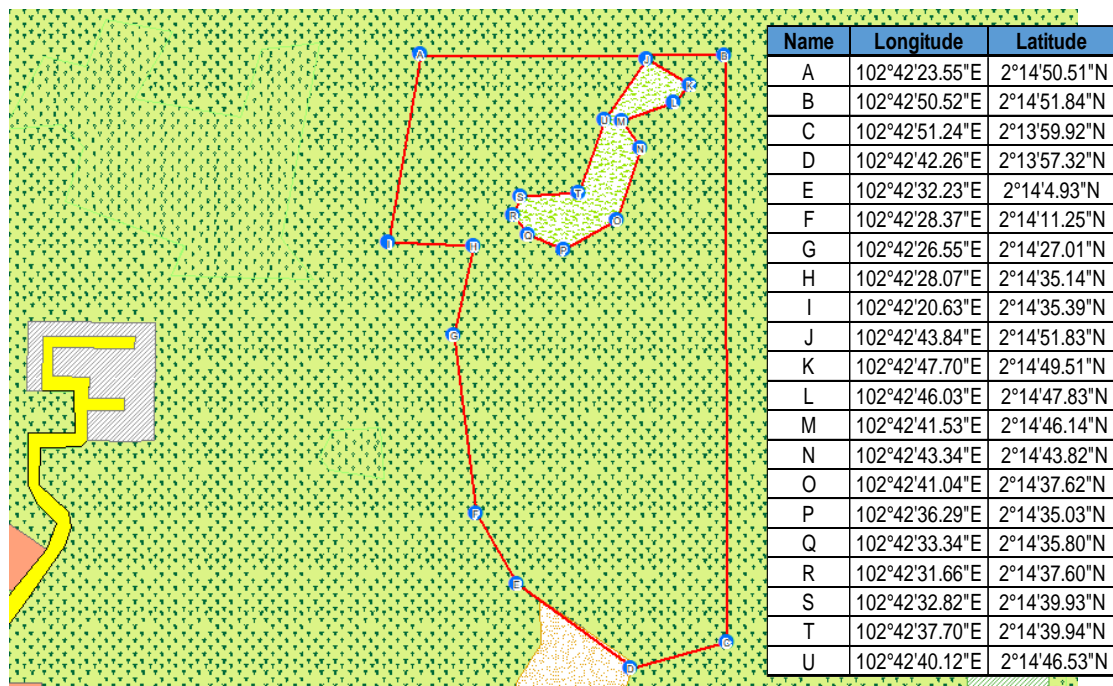 Name Longitude Latitude
A 102°42'23.55"E 2°14'50.51"N
B 102°42'50.52"E 2°14'51.84"N
C 102°42'51.24"E 2°13'59.92"N
D 102°42'42.26"E 2°13'57.32"N
E 102°42'32.23"E 2°14'4.93"N
F 102°42'28.37"E 2°14'11.25"N
G 102°42'26.55"E 2°14'27.01"N
H 102°42'28.07"E 2°14'35.14"N
I 102°42'20.63"E 2°14'35.39"N
J 102°42'43.84"E 2°14'51.83"N
K 102°42'47.70"E 2°14'49.51"N
L 102°42'46.03"E 2°14'47.83"N
M 102°42'41.53"E 2°14'46.14"N
N 102°42'43.34"E 2°14'43.82"N
O 102°42'41.04"E 2°14'37.62"N
P 102°42'36.29"E 2°14'35.03"N
Q 102°42'33.34"E 2°14'35.80"N
R 102°42'31.66"E 2°14'37.60"N
S 102°42'32.82"E 2°14'39.93"N
T 102°42'37.70"E 2°14'39.94"N
U 102°42'40.12"E 2°14'46.53"N
A
B
J
K
L
U M
N
S
T
R
O
Q
P
I
H
G
F
E
C
D